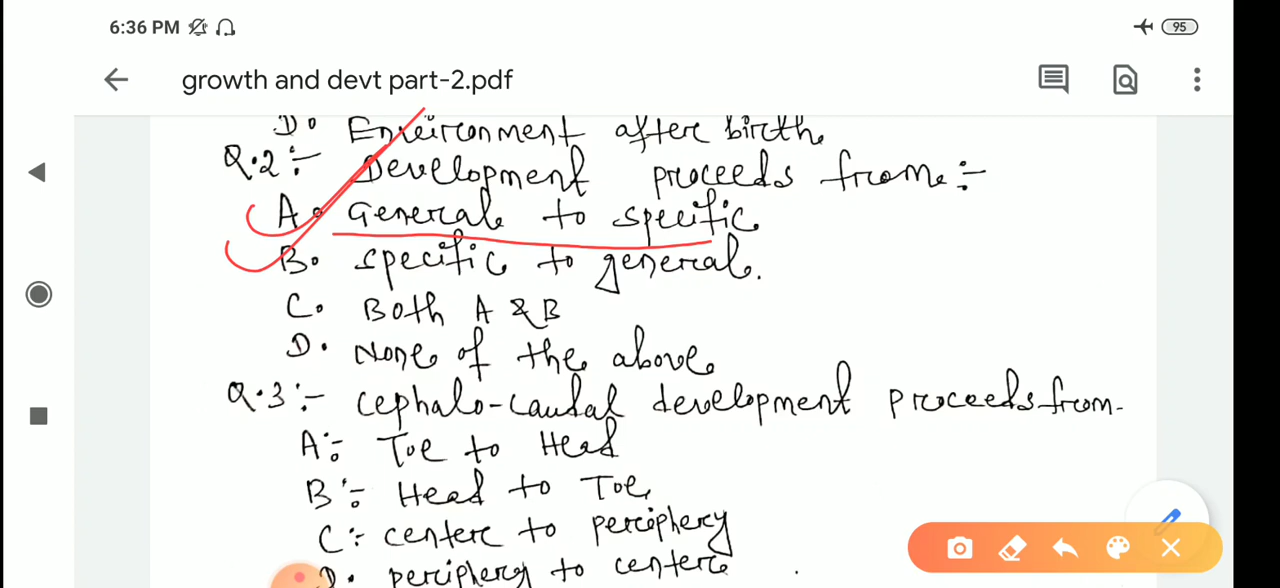 6:36 PM 95
growth and devt part-2.pdf
D. Environment after birth
Q.2:- Development proceeds from:-
A. General to specific
B. specific to general.
C. Both A & B
D. None of the above
Q.3:- cephalo-caudal development proceeds from-
A:- Toe to Head
B:- Head to Toe
C:- center to periphery
D. periphery to center